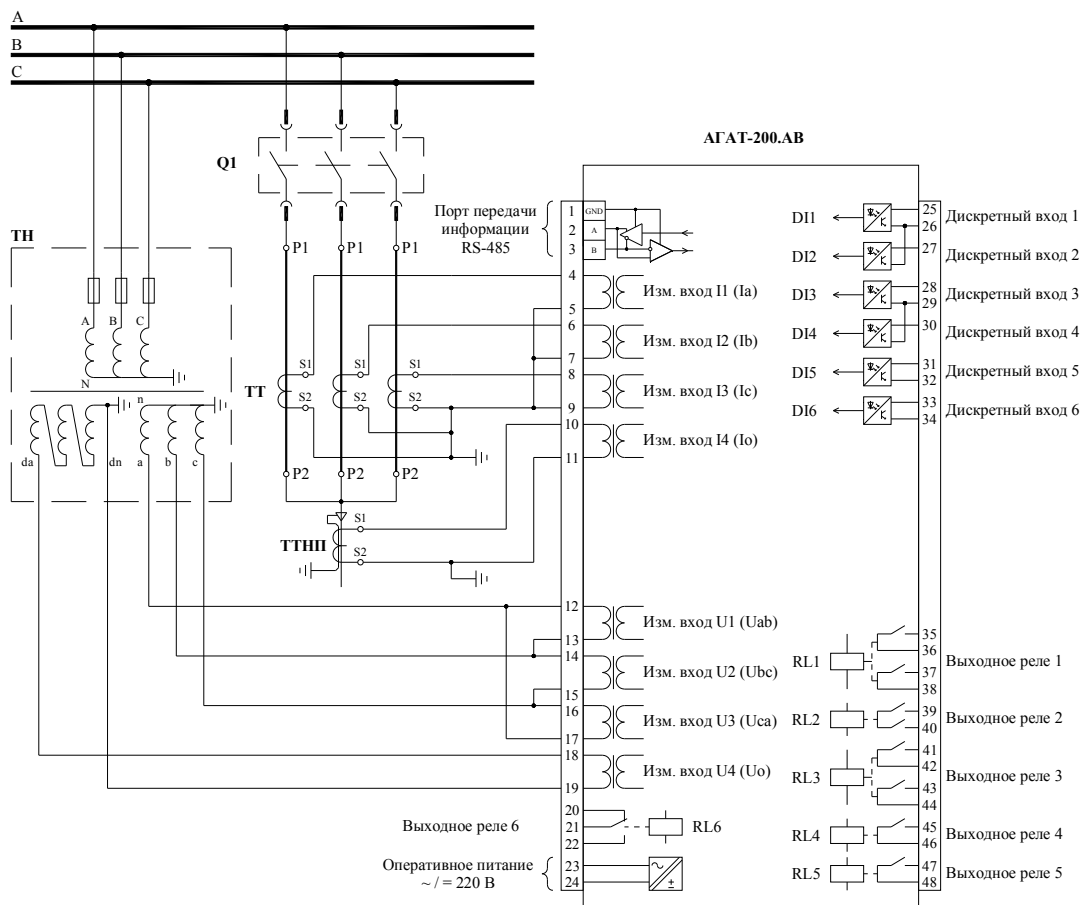 A
B
C
АГАТ-200.АВ
Q1
Порт передачи
информации
RS-485
1 GND
2 A
3 B
4
5
6
7
8
9
10
11
Изм. вход I1 (Ia)
Изм. вход I2 (Ib)
Изм. вход I3 (Ic)
Изм. вход I4 (Io)
DI1 25 26 Дискретный вход 1
DI2 27 Дискретный вход 2
DI3 28 29 Дискретный вход 3
DI4 30 Дискретный вход 4
DI5 31 32 Дискретный вход 5
DI6 33 34 Дискретный вход 6
ТН
A B C
N
n
da dn a b c
P1 P1 P1
ТТ
S1 S1 S1
S2 S2 S2
P2 P2 P2
ТТНП
S1
S2
12
13
14
15
16
17
18
19
Изм. вход U1 (Uab)
Изм. вход U2 (Ubc)
Изм. вход U3 (Uca)
Изм. вход U4 (Uo)
Выходное реле 6
20
21
22
RL6
Оперативное питание
~ / = 220 В
23
24
~
±
RL1 35 36 37 38 Выходное реле 1
RL2 39 40 Выходное реле 2
RL3 41 42 43 44 Выходное реле 3
RL4 45 46 Выходное реле 4
RL5 47 48 Выходное реле 5